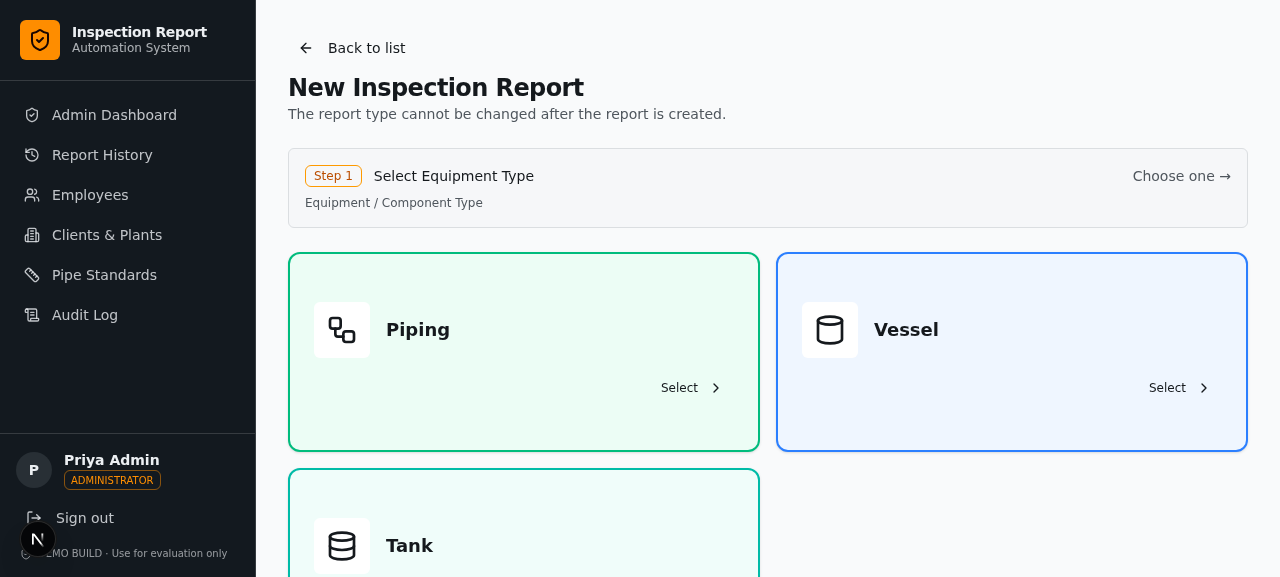 Inspection Report
Automation System
Admin Dashboard
Report History
Employees
Clients & Plants
Pipe Standards
Audit Log
P
Priya Admin
ADMINISTRATOR
Sign out
N
EMO BUILD · Use for evaluation only
← Back to list
New Inspection Report
The report type cannot be changed after the report is created.
Step 1 Select Equipment Type
Choose one →
Equipment / Component Type
Piping
Select
Vessel
Select
Tank